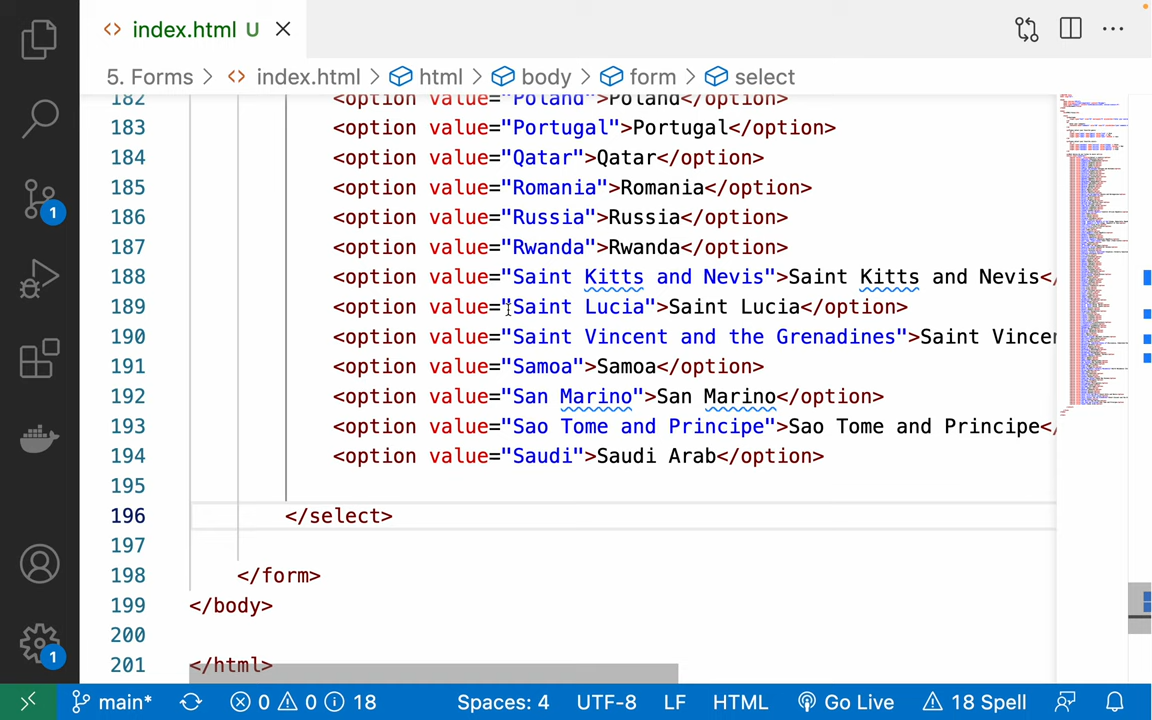 index.html U
5. Forms > index.html > html > body > form > select
182 <option value="Poland">Poland</option>
183 <option value="Portugal">Portugal</option>
184 <option value="Qatar">Qatar</option>
185 <option value="Romania">Romania</option>
186 <option value="Russia">Russia</option>
187 <option value="Rwanda">Rwanda</option>
188 <option value="Saint Kitts and Nevis">Saint Kitts and Nevis</
189 <option value="Saint Lucia">Saint Lucia</option>
190 <option value="Saint Vincent and the Grenadines">Saint Vincen
191 <option value="Samoa">Samoa</option>
192 <option value="San Marino">San Marino</option>
193 <option value="Sao Tome and Principe">Sao Tome and Principe</
194 <option value="Saudi">Saudi Arab</option>
195
196 </select>
197
198 </form>
199 </body>
200
201 </html>
1
1
main* 0 0 18 Spaces: 4 UTF-8 LF HTML Go Live 18 Spell